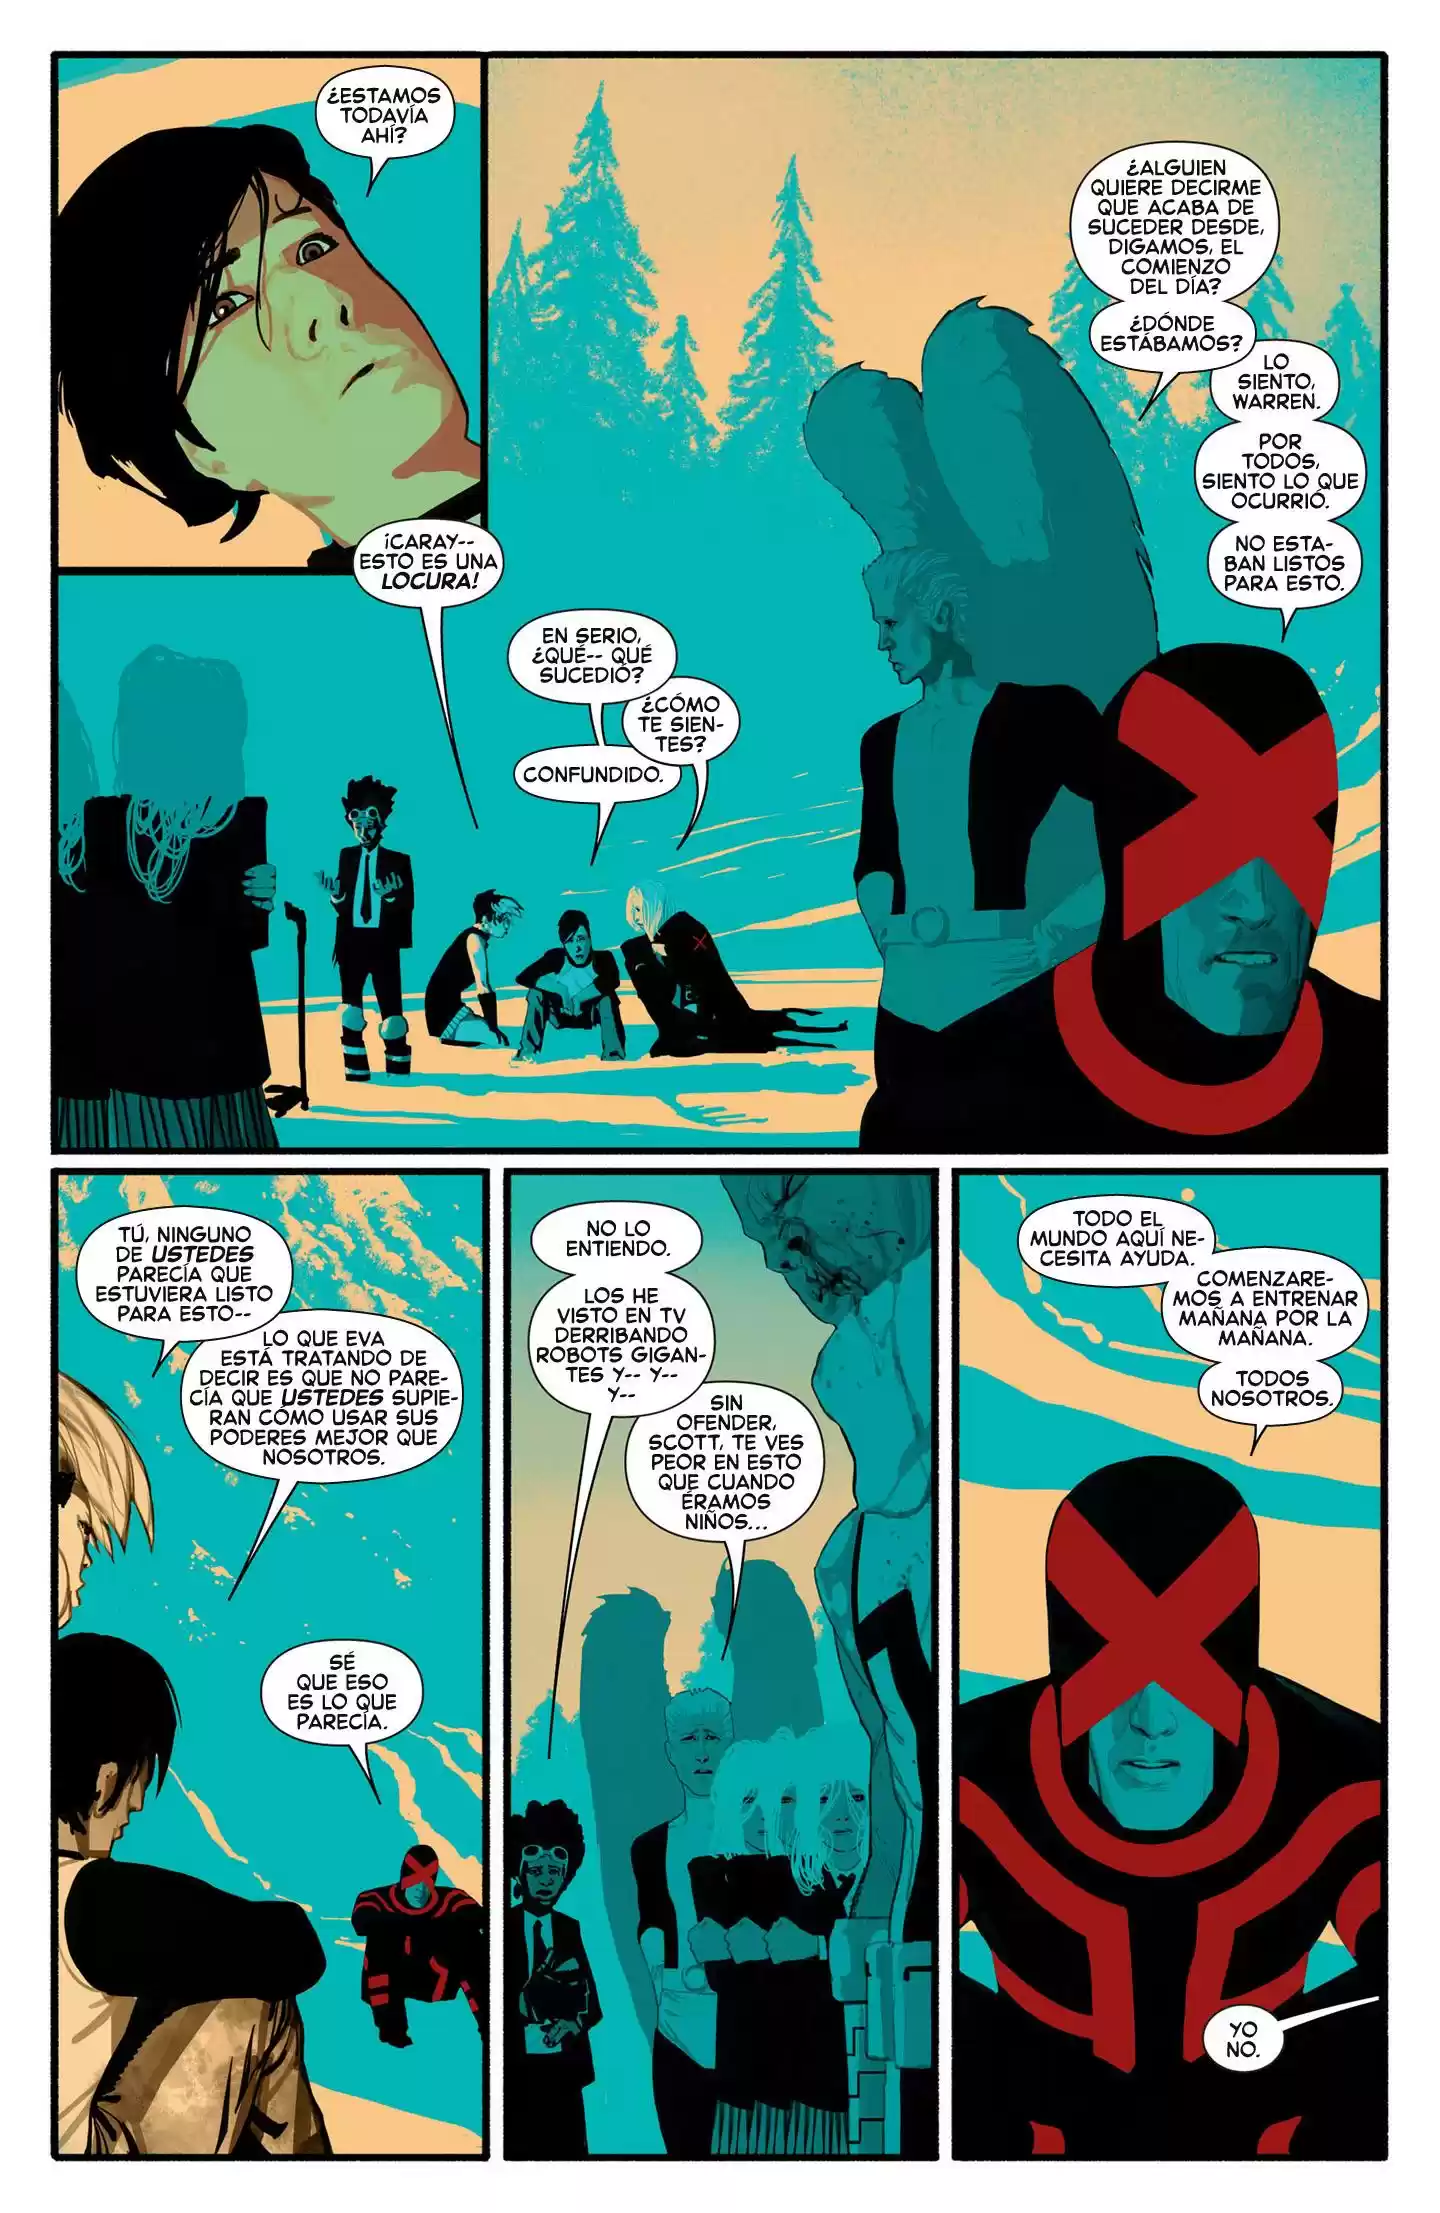 ¿ESTAMOS
TODAVÍA
AHÍ?
¿ALGUIEN
QUIERE DECIRME
QUE ACABA DE
SUCEDER DESDE,
DIGAMOS, EL
COMIENZO
DEL DÍA?
¿DÓNDE
ESTÁBAMOS?
LO
SIENTO,
WARREN.
POR
TODOS,
SIENTO LO QUE
OCURRIÓ.
NO ESTA-
BAN LISTOS
PARA ESTO.
¡CARAY--
ESTO ES UNA
LOCURA!
EN SERIO,
¿QUÉ-- QUÉ
SUCEDIÓ?
¿CÓMO
TE SIEN-
TES?
CONFUNDIDO.
TÚ, NINGUNO
DE USTEDES
PARECÍA QUE
ESTUVIERA LISTO
PARA ESTO--
LO QUE EVA
ESTÁ TRATANDO DE
DECIR ES QUE NO PARE-
CÍA QUE USTEDES SUPIE-
RAN CÓMO USAR SUS
PODERES MEJOR QUE
NOSOTROS.
SÉ
QUE ESO
ES LO QUE
PARECÍA.
NO LO
ENTIENDO.
LOS HE
VISTO EN TV
DERRIBANDO
ROBOTS GIGAN-
TES Y-- Y--
Y--
SIN
OFENDER,
SCOTT, TE VES
PEOR EN ESTO
QUE CUANDO
ÉRAMOS
NIÑOS...
TODO EL
MUNDO AQUÍ NE-
CESITA AYUDA.
COMENZARE-
MOS A ENTRENAR
MAÑANA POR LA
MAÑANA.
TODOS
NOSOTROS.
YO
NO.